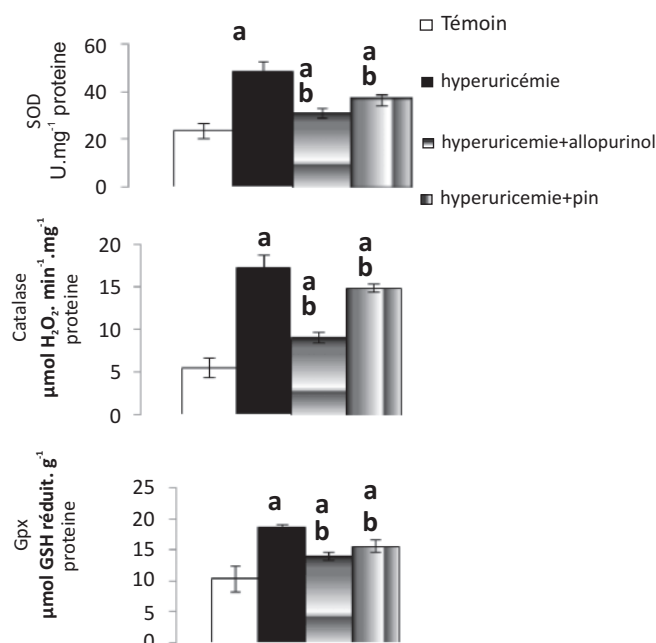 a
Témoin
60
SOD
U.mg⁻¹ proteine
a
b
a
b
hyperuricémie
40
20
hyperuricemie+allopurinol
0
hyperuricemie+pin
20
Catalase
µmol H₂O₂. min⁻¹.mg⁻¹
proteine
a
a
b
a
b
15
10
5
0
25
Gpx
µmol GSH réduit. g⁻¹
proteine
a
a
b
a
b
20
15
10
5
0